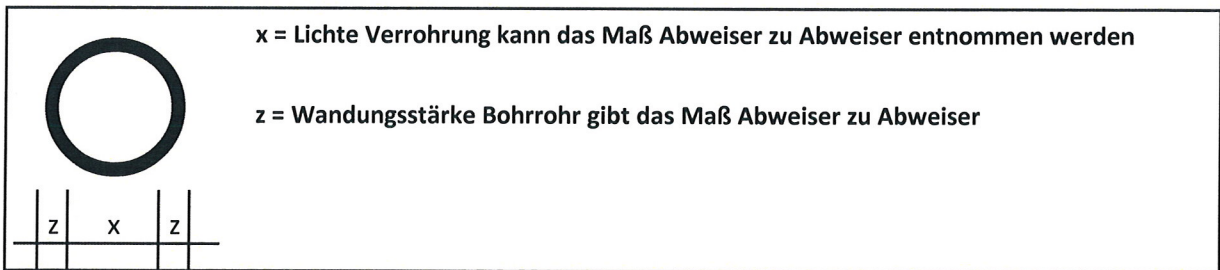 x = Lichte Verrohrung kann das Maß Abweiser zu Abweiser entnommen werden
z = Wandungsstärke Bohrrohr gibt das Maß Abweiser zu Abweiser
z x z